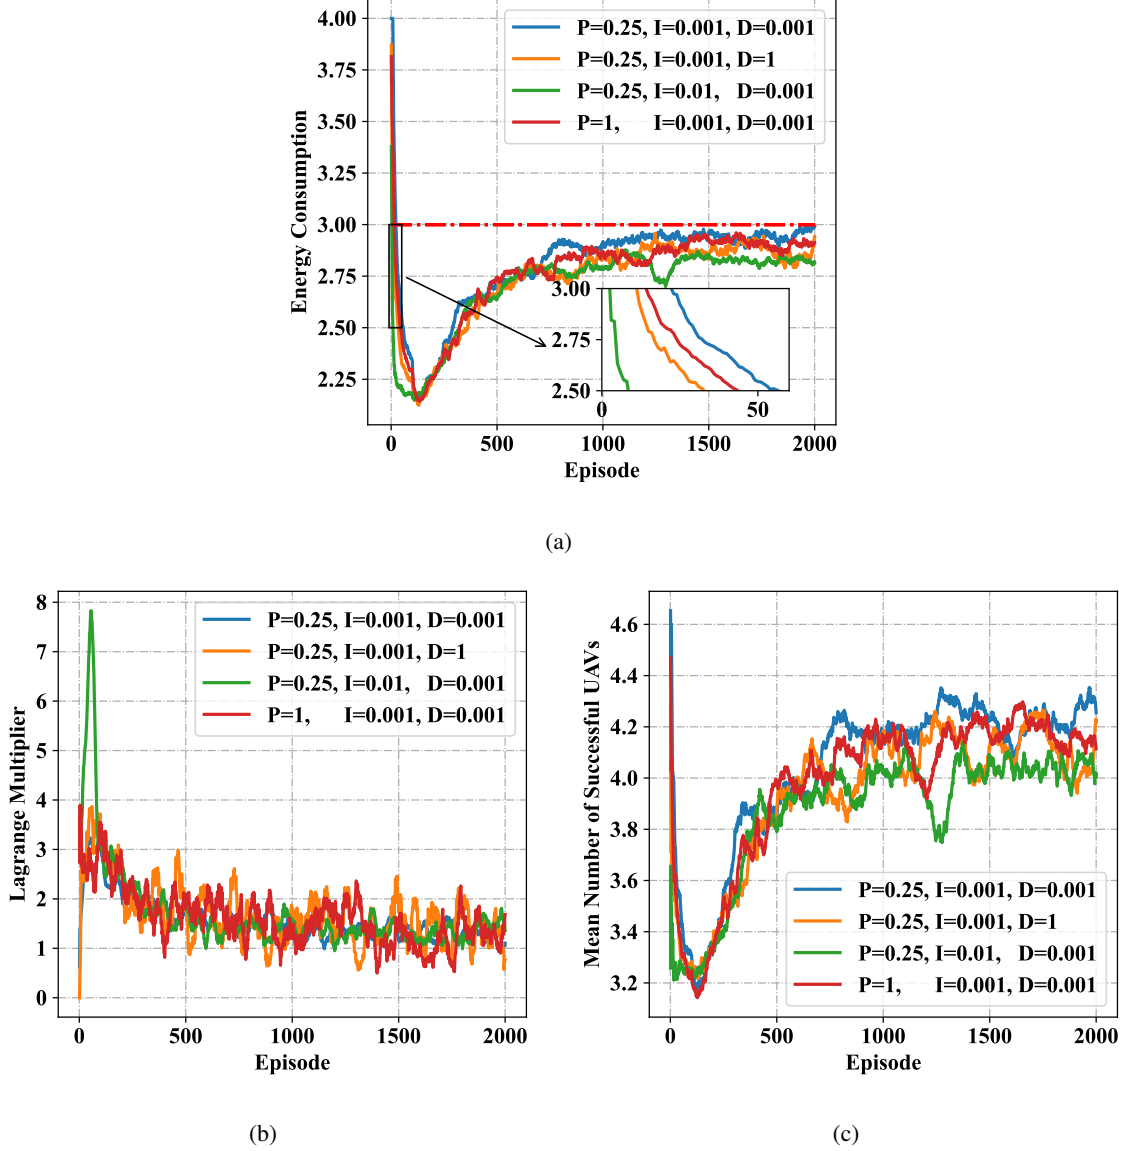 4.00
3.75
3.50
3.25
3.00
2.75
2.50
2.25
Energy Consumption
P=0.25, I=0.001, D=0.001
P=0.25, I=0.001, D=1
P=0.25, I=0.01, D=0.001
P=1, I=0.001, D=0.001
3.00
2.75
2.50
0 50
0 500 1000 1500 2000
Episode
(a)
8
7
6
5
4
3
2
1
0
Lagrange Multiplier
P=0.25, I=0.001, D=0.001
P=0.25, I=0.001, D=1
P=0.25, I=0.01, D=0.001
P=1, I=0.001, D=0.001
0 500 1000 1500 2000
Episode
(b)
4.6
4.4
4.2
4.0
3.8
3.6
3.4
3.2
Mean Number of Successful UAVs
P=0.25, I=0.001, D=0.001
P=0.25, I=0.001, D=1
P=0.25, I=0.01, D=0.001
P=1, I=0.001, D=0.001
0 500 1000 1500 2000
Episode
(c)